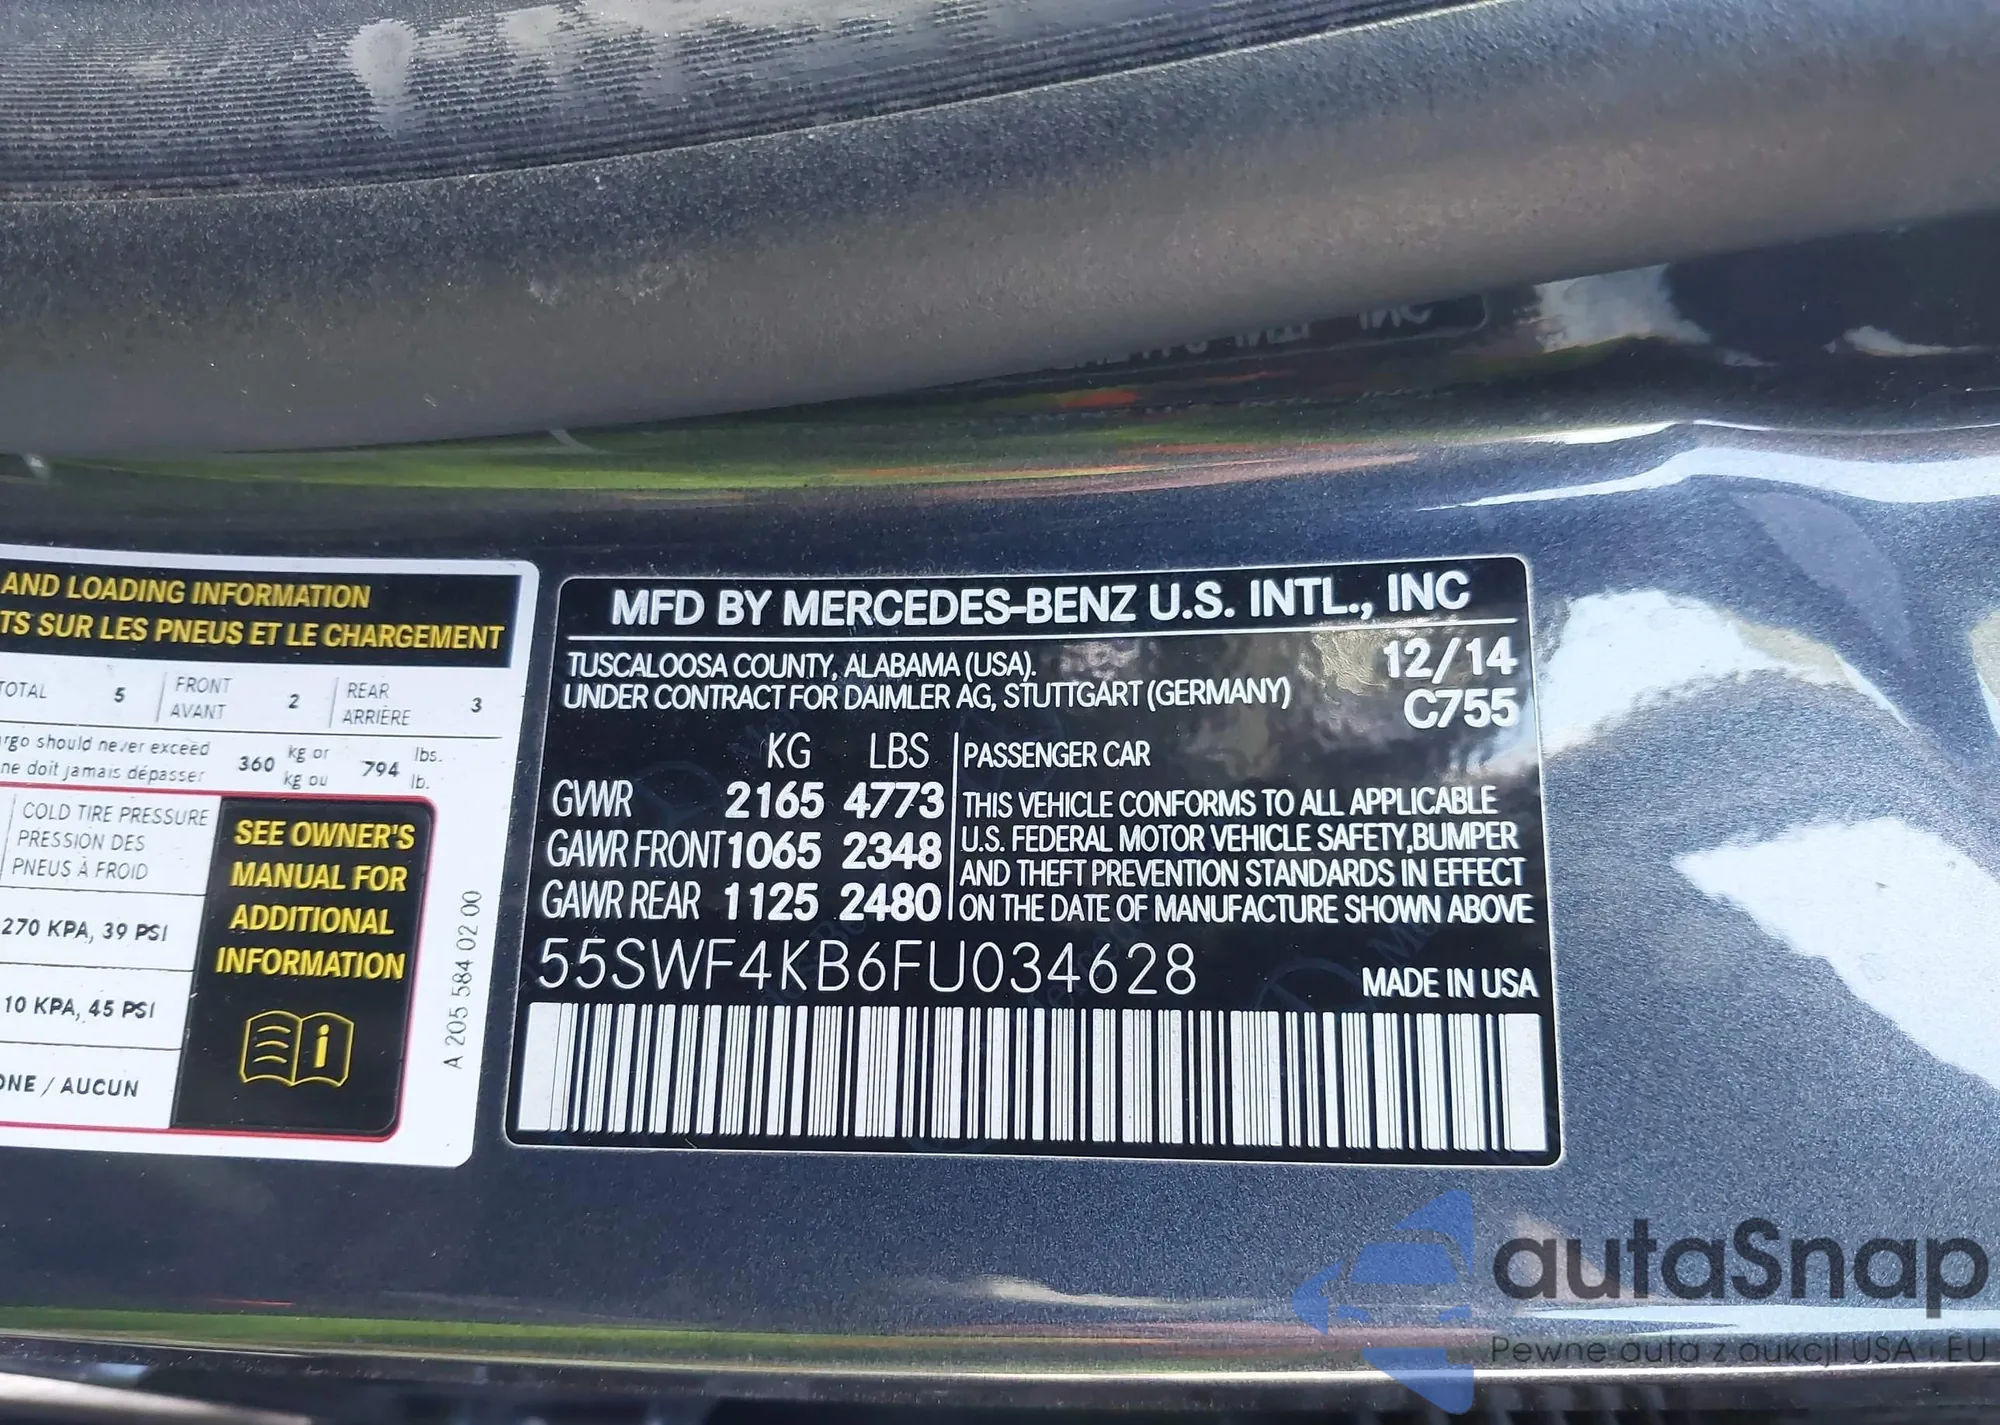 AND LOADING INFORMATION
TS SUR LES PNEUS ET LE CHARGEMENT
TOTAL 5 FRONT AVANT 2 REAR ARRIÈRE 3
should never exceed 360 kg or 794 lbs.
ne doit jamais dépasser kg ou lb.
COLD TIRE PRESSURE
PRESSION DES
PNEUS À FROID
270 KPA, 39 PSI
10 KPA, 45 PSI
/ AUCUN
SEE OWNER'S
MANUAL FOR
ADDITIONAL
INFORMATION
A 205 584 02 00
MFD BY MERCEDES-BENZ U.S. INTL., INC
TUSCALOOSA COUNTY, ALABAMA (USA). 12/14
UNDER CONTRACT FOR DAIMLER AG, STUTTGART (GERMANY) C755
KG LBS
GVWR 2165 4773
GAWR FRONT 1065 2348
GAWR REAR 1125 2480
PASSENGER CAR
THIS VEHICLE CONFORMS TO ALL APPLICABLE
U.S. FEDERAL MOTOR VEHICLE SAFETY,BUMPER
AND THEFT PREVENTION STANDARDS IN EFFECT
ON THE DATE OF MANUFACTURE SHOWN ABOVE
55SWF4KB6FU034628 MADE IN USA
autaSnap
Pewne auta z aukcji USA i EU